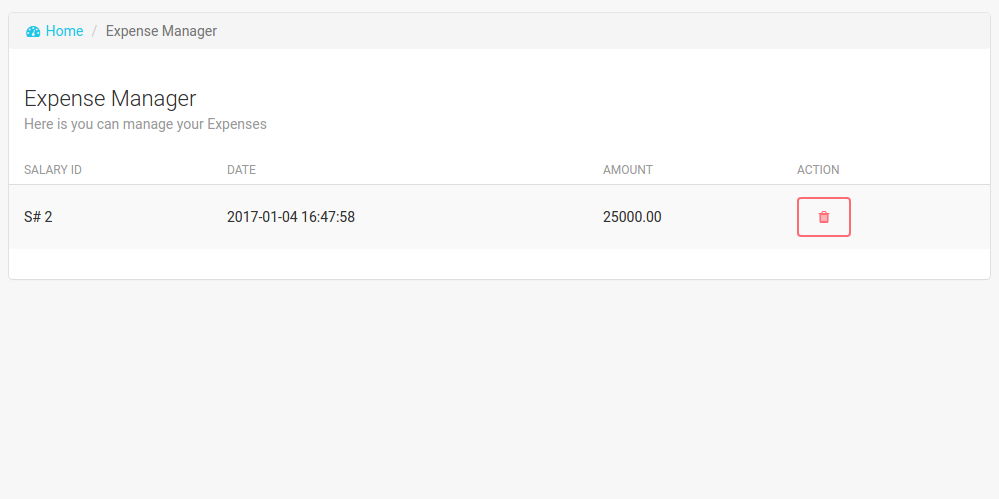 Home / Expense Manager
Expense Manager
Here is you can manage your Expenses
SALARY ID DATE AMOUNT ACTION
S# 2 2017-01-04 16:47:58 25000.00